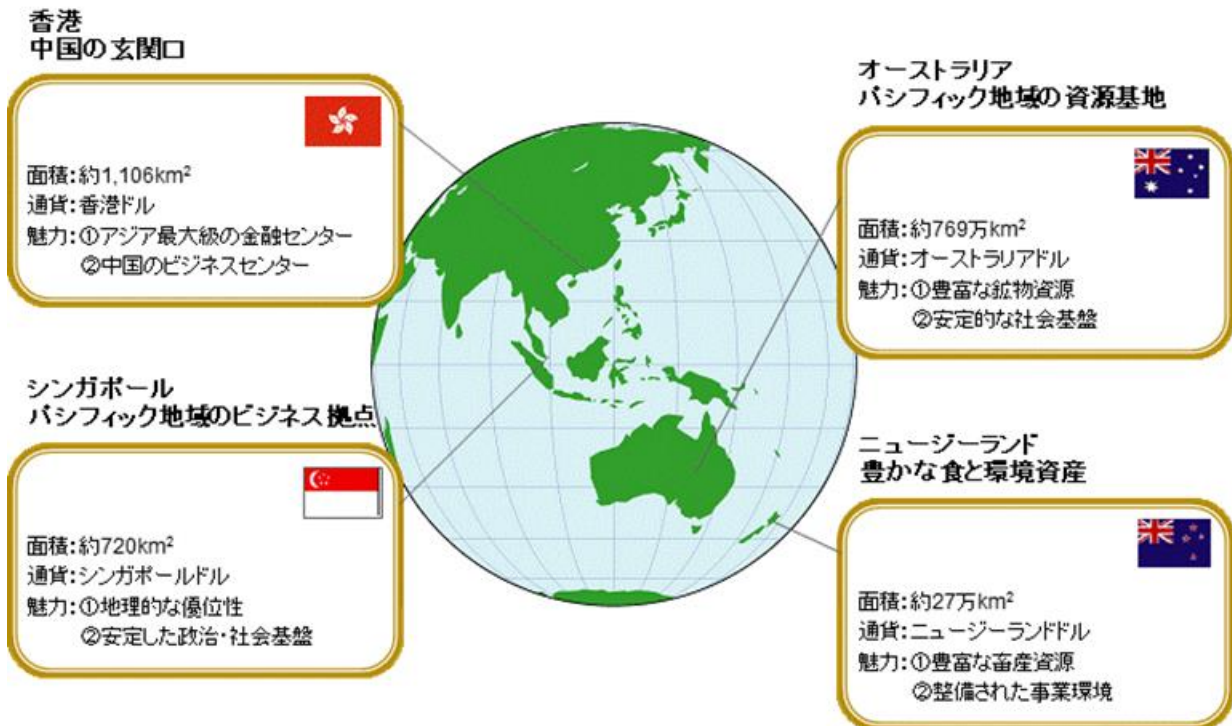 香港
中国の玄関口
面積:約1,106km²
通貨:香港ドル
魅力:①アジア最大級の金融センター
②中国のビジネスセンター
シンガポール
パシフィック地域のビジネス拠点
面積:約720km²
通貨:シンガポールドル
魅力:①地理的な優位性
②安定した政治・社会基盤
オーストラリア
パシフィック地域の資源基地
面積:約769万km²
通貨:オーストラリアドル
魅力:①豊富な鉱物資源
②安定的な社会基盤
ニュージーランド
豊かな食と環境資産
面積:約27万km²
通貨:ニュージーランドドル
魅力:①豊富な畜産資源
②整備された事業環境